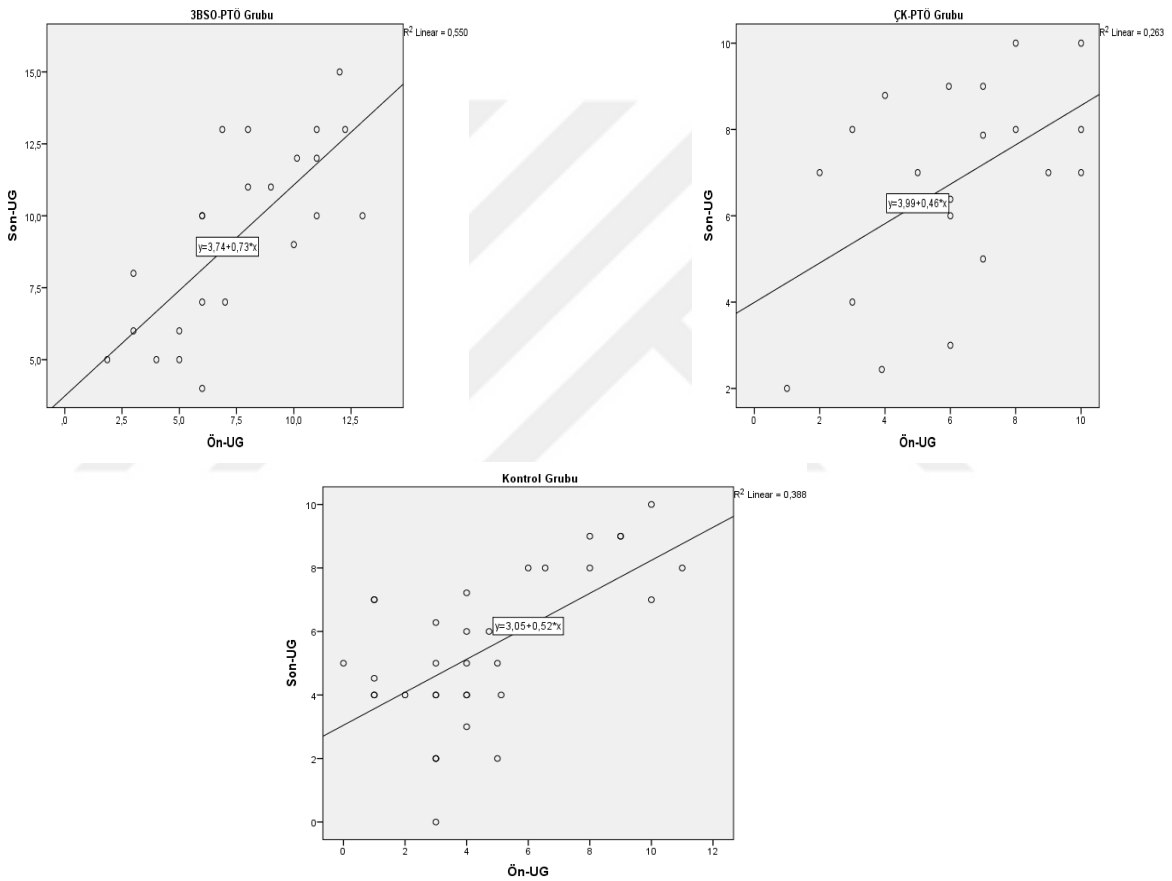 3BSO-PTÖ Grubu
R² Linear = 0,550
15,0
12,5
10,0
7,5
5,0
Son-UG
y=3,74+0,73*x
,0 2,5 5,0 7,5 10,0 12,5
Ön-UG
ÇK-PTÖ Grubu
R² Linear = 0,263
10
8
6
4
2
Son-UG
y=3,99+0,46*x
0 2 4 6 8 10
Ön-UG
Kontrol Grubu
R² Linear = 0,388
10
8
6
4
2
0
Son-UG
y=3,05+0,52*x
0 2 4 6 8 10 12
Ön-UG